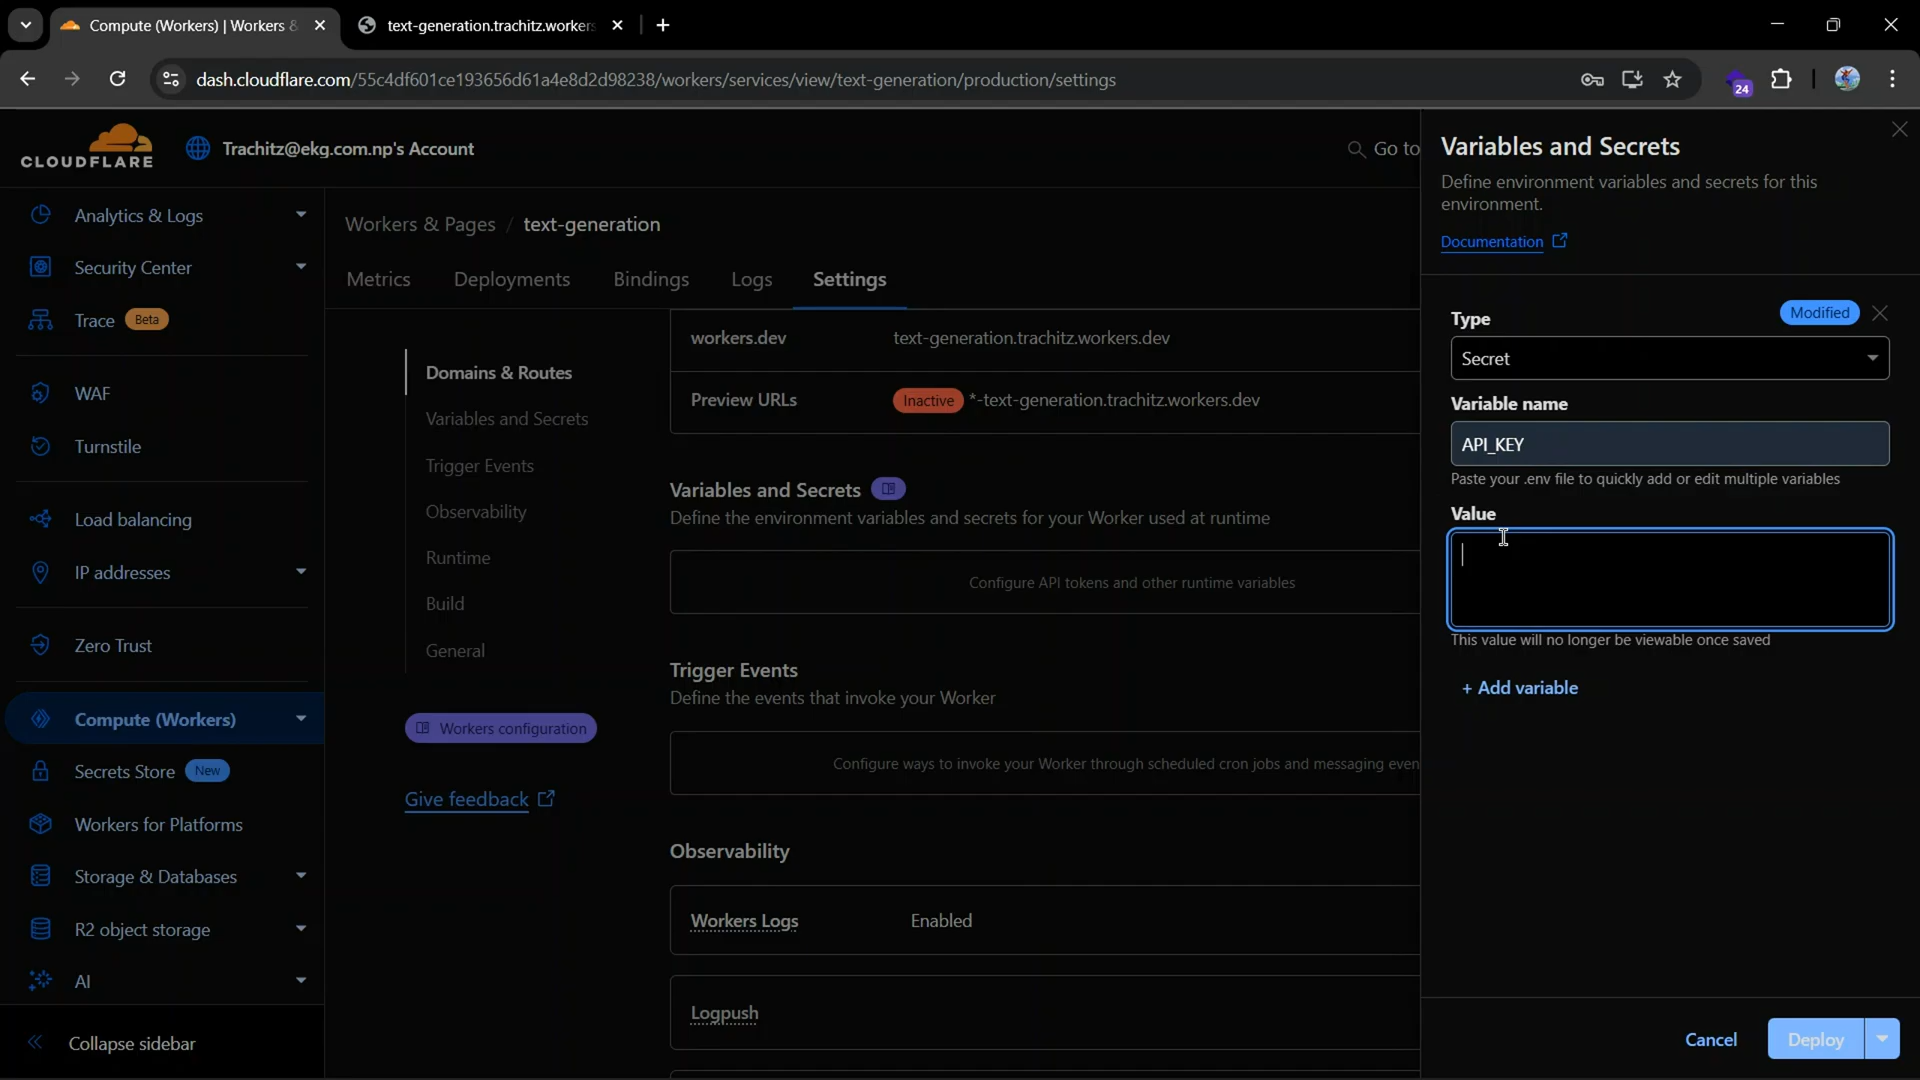 Compute (Workers) | Workers &
text-generation.trachitz.workers
dash.cloudflare.com/55c4df601ce193656d61a4e8d2d98238/workers/services/view/text-generation/production/settings
24
CLOUDFLARE
Trachitz@ekg.com.np's Account
Go to
Analytics & Logs
Security Center
Trace Beta
WAF
Turnstile
Load balancing
IP addresses
Zero Trust
Compute (Workers)
Secrets Store New
Workers for Platforms
Storage & Databases
R2 object storage
AI
Collapse sidebar
Workers & Pages / text-generation
Metrics Deployments Bindings Logs Settings
Domains & Routes
Variables and Secrets
Trigger Events
Observability
Runtime
Build
General
Workers configuration
Give feedback
workers.dev text-generation.trachitz.workers.dev
Preview URLs Inactive *-text-generation.trachitz.workers.dev
Variables and Secrets
Define the environment variables and secrets for your Worker used at runtime
Configure API tokens and other runtime variables
Trigger Events
Define the events that invoke your Worker
Configure ways to invoke your Worker through scheduled cron jobs and messaging even
Observability
Workers Logs Enabled
Logpush
Variables and Secrets
Define environment variables and secrets for this
environment.
Documentation
Type Modified
Secret
Variable name
API_KEY
Paste your .env file to quickly add or edit multiple variables
Value
This value will no longer be viewable once saved
+ Add variable
Cancel Deploy